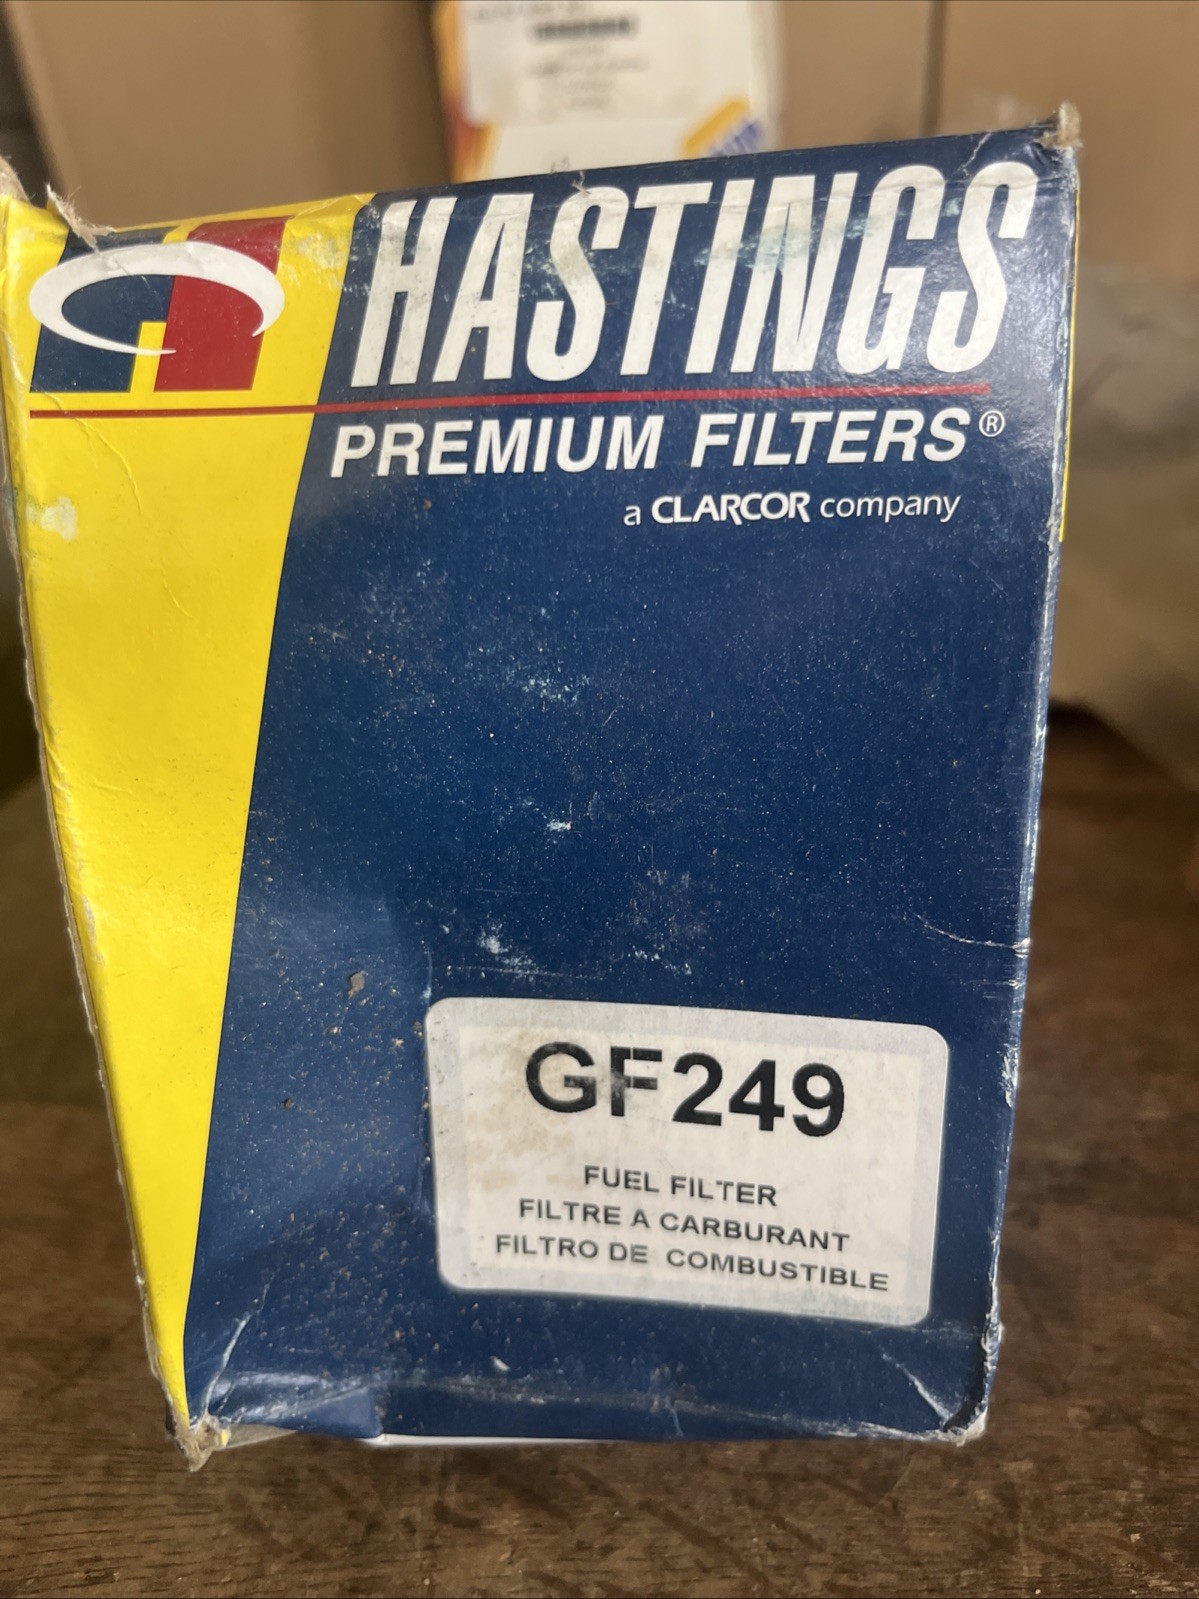 HASTINGS
PREMIUM FILTERS®
a CLARCOR company
GF249
FUEL FILTER
FILTRE A CARBURANT
FILTRO DE COMBUSTIBLE